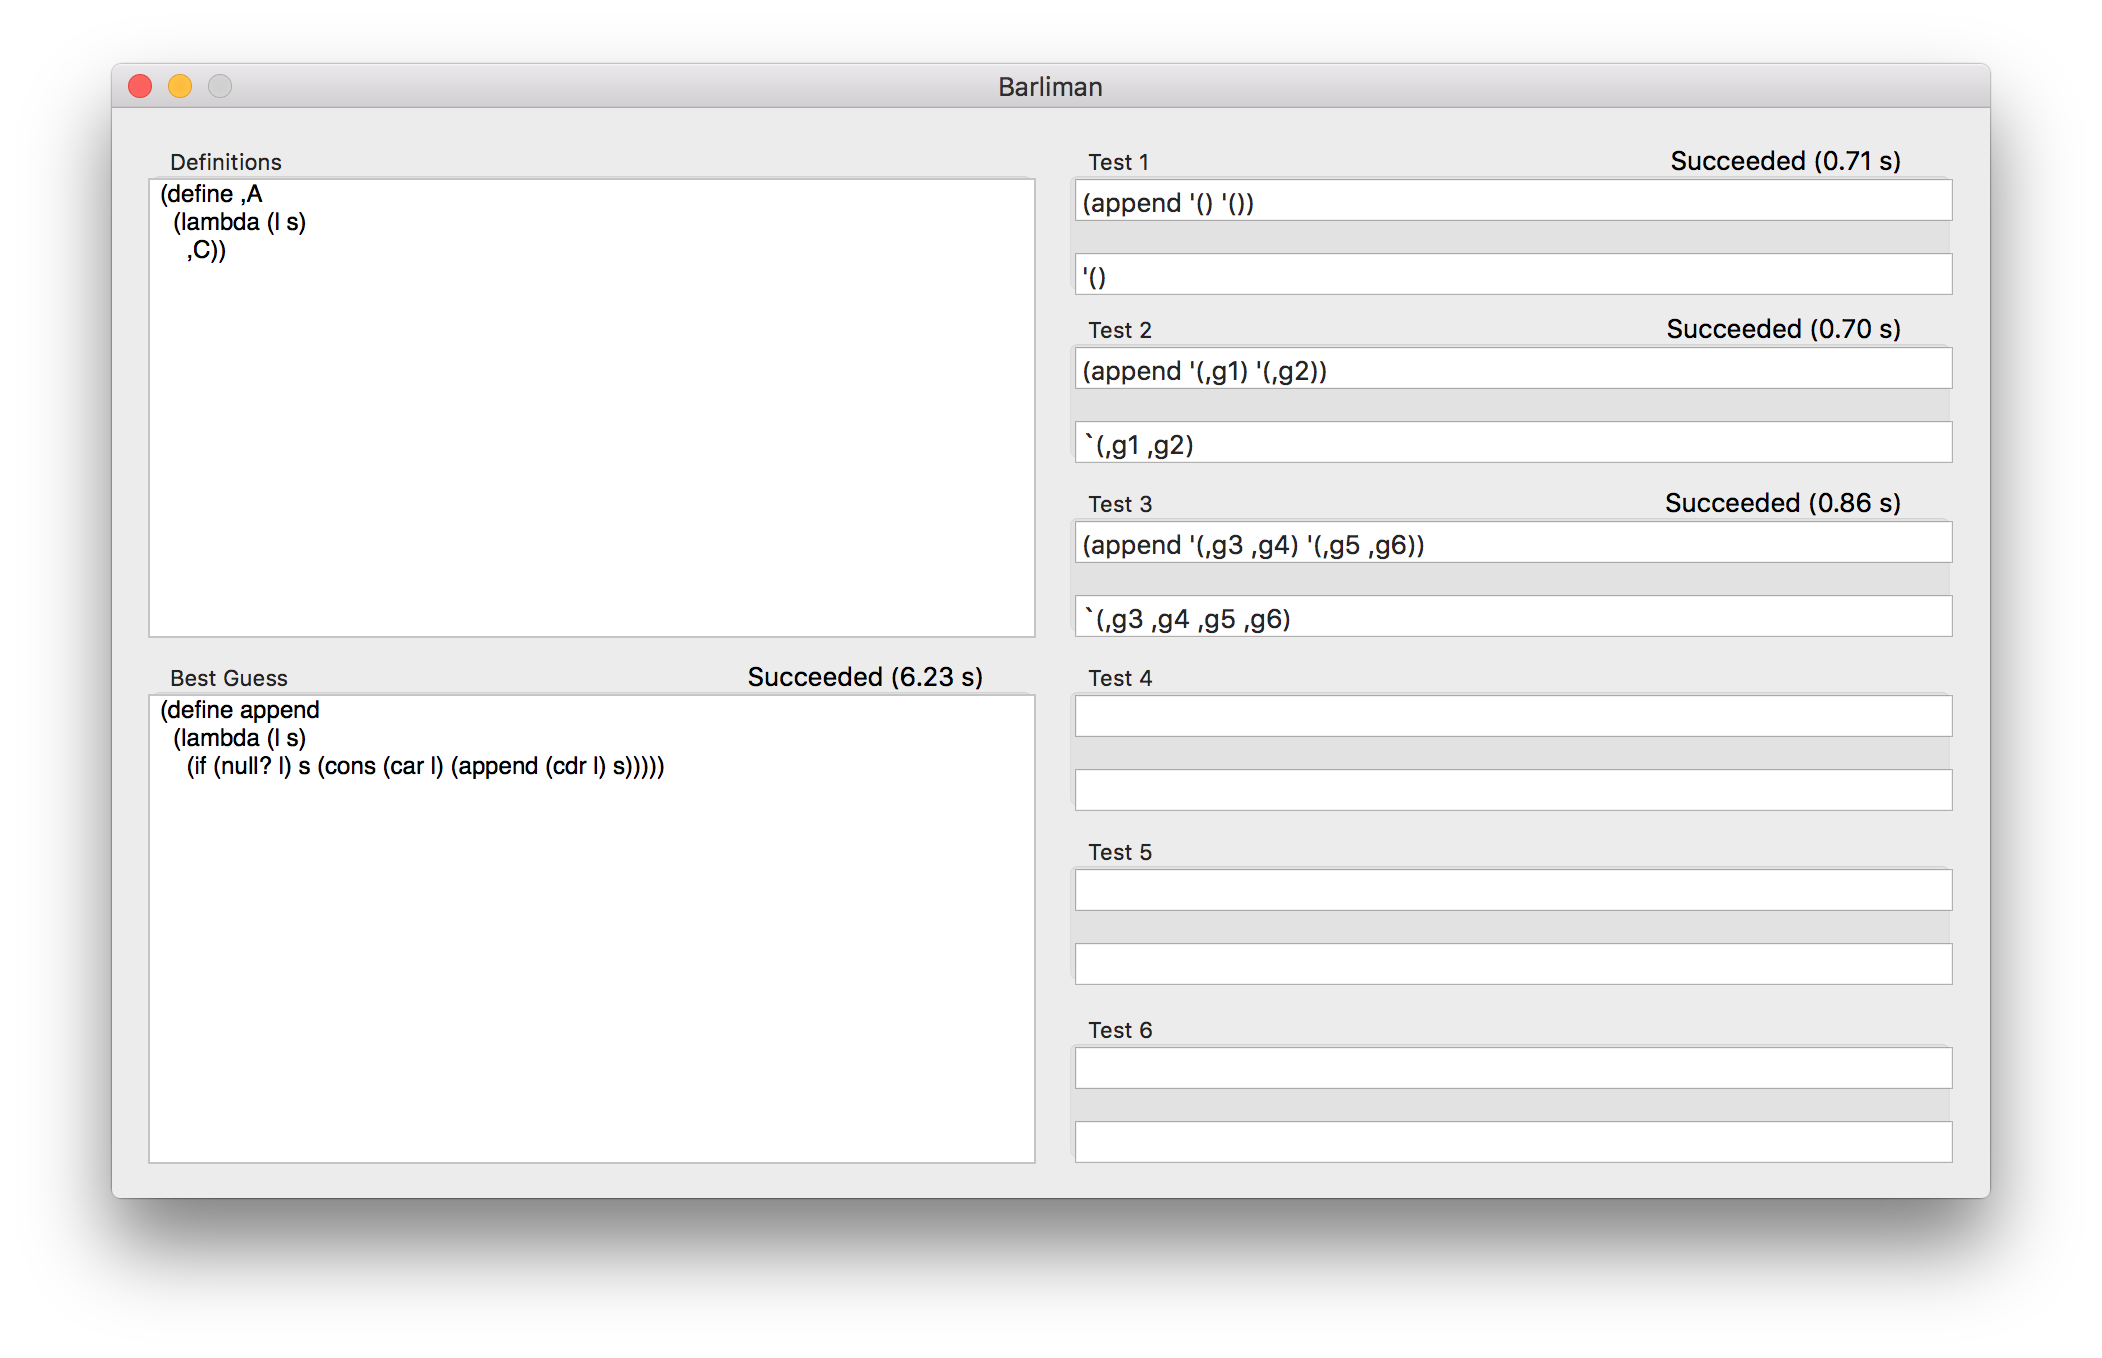 Barliman
Definitions
(define ,A
(lambda (l s)
,C))
Best Guess
Succeeded (6.23 s)
(define append
(lambda (l s)
(if (null? l) s (cons (car l) (append (cdr l) s)))))
Test 1
Succeeded (0.71 s)
(append '() '())
'()
Test 2
Succeeded (0.70 s)
(append '(,g1) '(,g2))
`(,g1 ,g2)
Test 3
Succeeded (0.86 s)
(append '(,g3 ,g4) '(,g5 ,g6))
`(,g3 ,g4 ,g5 ,g6)
Test 4
Test 5
Test 6